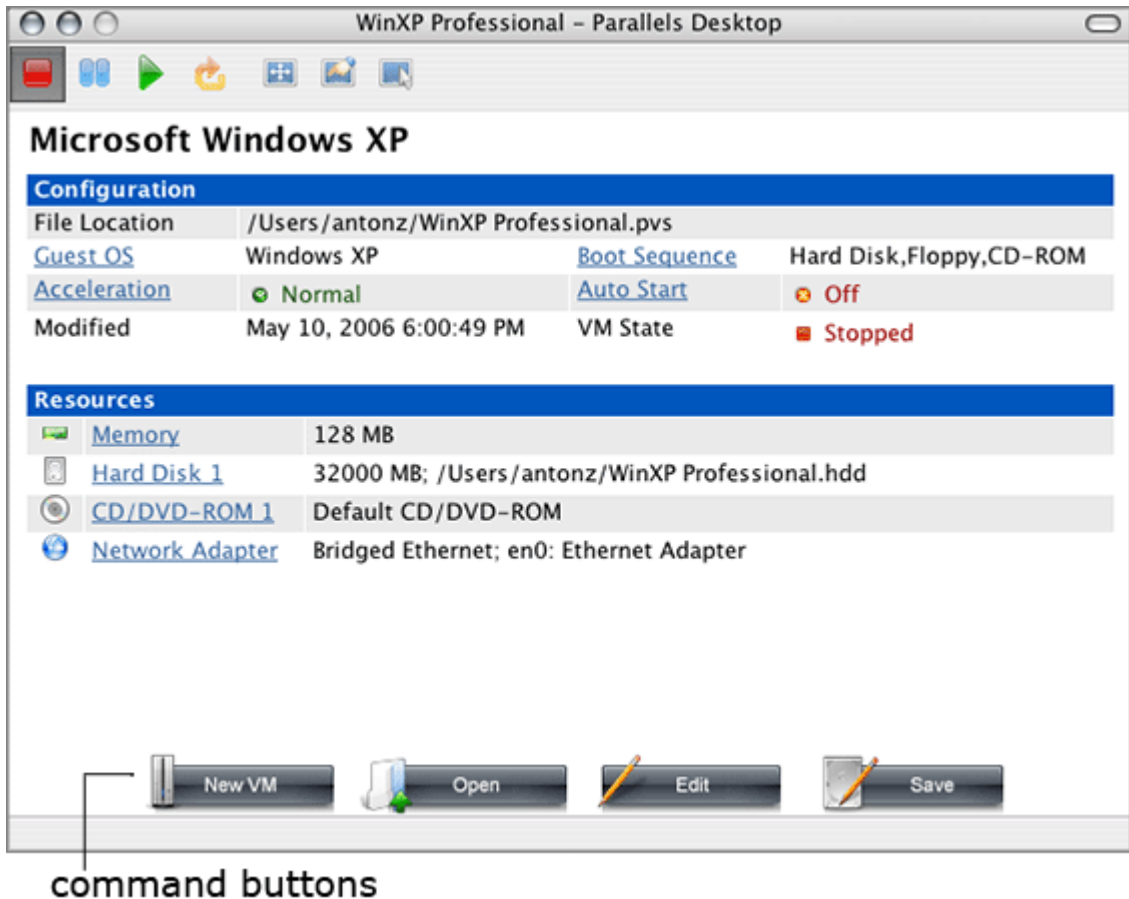 WinXP Professional – Parallels Desktop
Microsoft Windows XP
Configuration
File Location /Users/antonz/WinXP Professional.pvs
Guest OS Windows XP Boot Sequence Hard Disk,Floppy,CD-ROM
Acceleration Normal Auto Start Off
Modified May 10, 2006 6:00:49 PM VM State Stopped
Resources
Memory 128 MB
Hard Disk 1 32000 MB; /Users/antonz/WinXP Professional.hdd
CD/DVD-ROM 1 Default CD/DVD-ROM
Network Adapter Bridged Ethernet; en0: Ethernet Adapter
New VM Open Edit Save
command buttons